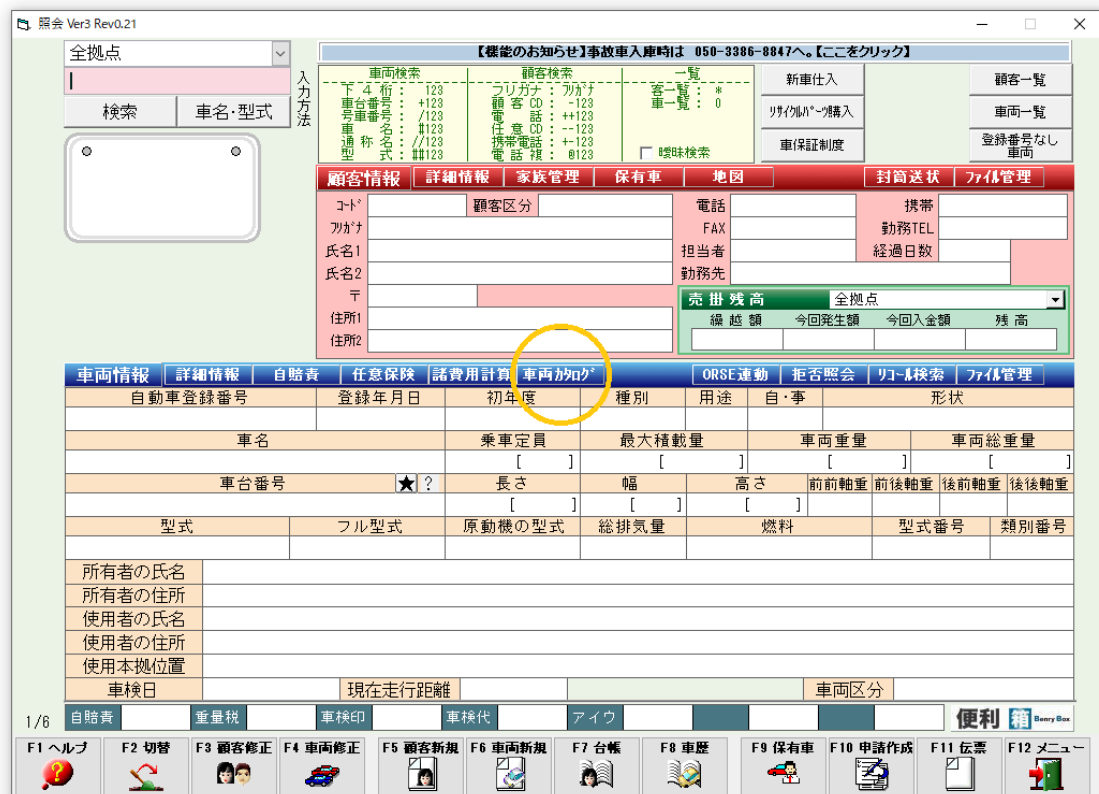 照会 Ver3 Rev0.21
全拠点
検索 車名・型式
入力方法
【機能のお知らせ】事故車入庫時は 050-3386-8847へ。【ここをクリック】
車両検索 顧客検索 一覧
下 4 桁 : 123 フリガナ : ﾌﾘｶﾞﾅ 客一覧 : *
車台番号 : +123 顧 客 CD : -123 車一覧 : 0
号車番号 : /123 電 話 : ++123
車 名 : #123 任 意 CD : --123
通 称 名 : //123 携帯電話 : +-123
型 式 : ##123 電 話 複 : @123 曖昧検索
新車仕入 顧客一覧
ﾘｻｲｸﾙﾊﾟｰﾂ購入 車両一覧
車保証制度 登録番号なし
車両
顧客情報 詳細情報 家族管理 保有車 地図 封筒送状 ﾌｧｲﾙ管理
ｺｰﾄﾞ 顧客区分 電話 携帯
ﾌﾘｶﾞﾅ FAX 勤務TEL
氏名1 担当者 経過日数
氏名2 勤務先
〒 売掛残高 全拠点
住所1 繰越額 今回発生額 今回入金額 残高
住所2
車両情報 詳細情報 自賠責 任意保険 諸費用計算 車両ｶﾀﾛｸﾞ ORSE連動 拒否照会 ﾘｺｰﾙ検索 ﾌｧｲﾙ管理
自動車登録番号 登録年月日 初年度 種別 用途 自・事 形状
車名 乗車定員 最大積載量 車両重量 車両総重量
[ ] [ ] [ ] [ ]
車台番号 ★ ? 長さ 幅 高さ 前前軸重 前後軸重 後前軸重 後後軸重
[ ] [ ] [ ]
型式 フル型式 原動機の型式 総排気量 燃料 型式番号 類別番号
所有者の氏名
所有者の住所
使用者の氏名
使用者の住所
使用本拠位置
車検日 現在走行距離 車両区分
1/6 自賠責 重量税 車検印 車検代 アイウ 便利箱 Benry Box
F1 ヘルプ F2 切替 F3 顧客修正 F4 車両修正 F5 顧客新規 F6 車両新規 F7 台帳 F8 車歴 F9 保有車 F10 申請作成 F11 伝票 F12 メニュー